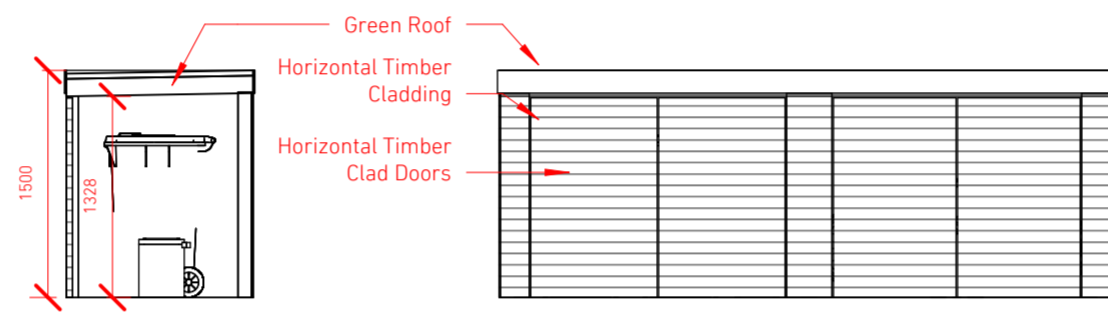 Green Roof
Horizontal Timber
Cladding
Horizontal Timber
Clad Doors
1500
1328